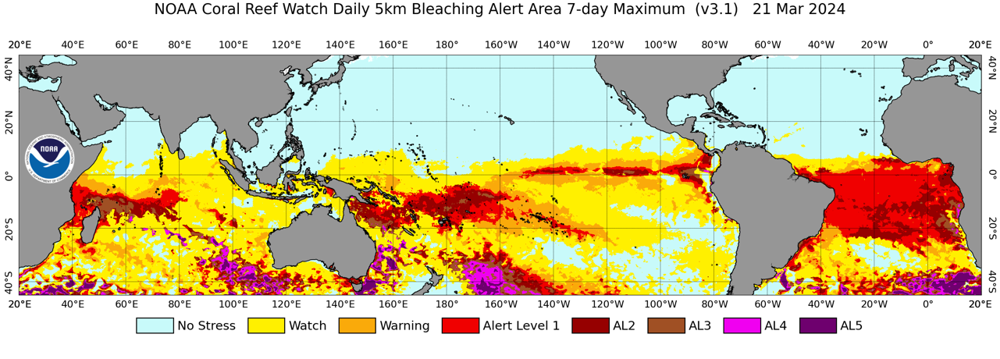 NOAA Coral Reef Watch Daily 5km Bleaching Alert Area 7-day Maximum (v3.1) 21 Mar 2024
20°E 40°E 60°E 80°E 100°E 120°E 140°E 160°E 180° 160°W 140°W 120°W 100°W 80°W 60°W 40°W 20°W 0° 20°E
40°N 40°N
20°N 20°N
NOAA
0° 0°
20°S 20°S
40°S 40°S
20°E 40°E 60°E 80°E 100°E 120°E 140°E 160°E 180° 160°W 140°W 120°W 100°W 80°W 60°W 40°W 20°W 0° 20°E
No Stress Watch Warning Alert Level 1 AL2 AL3 AL4 AL5